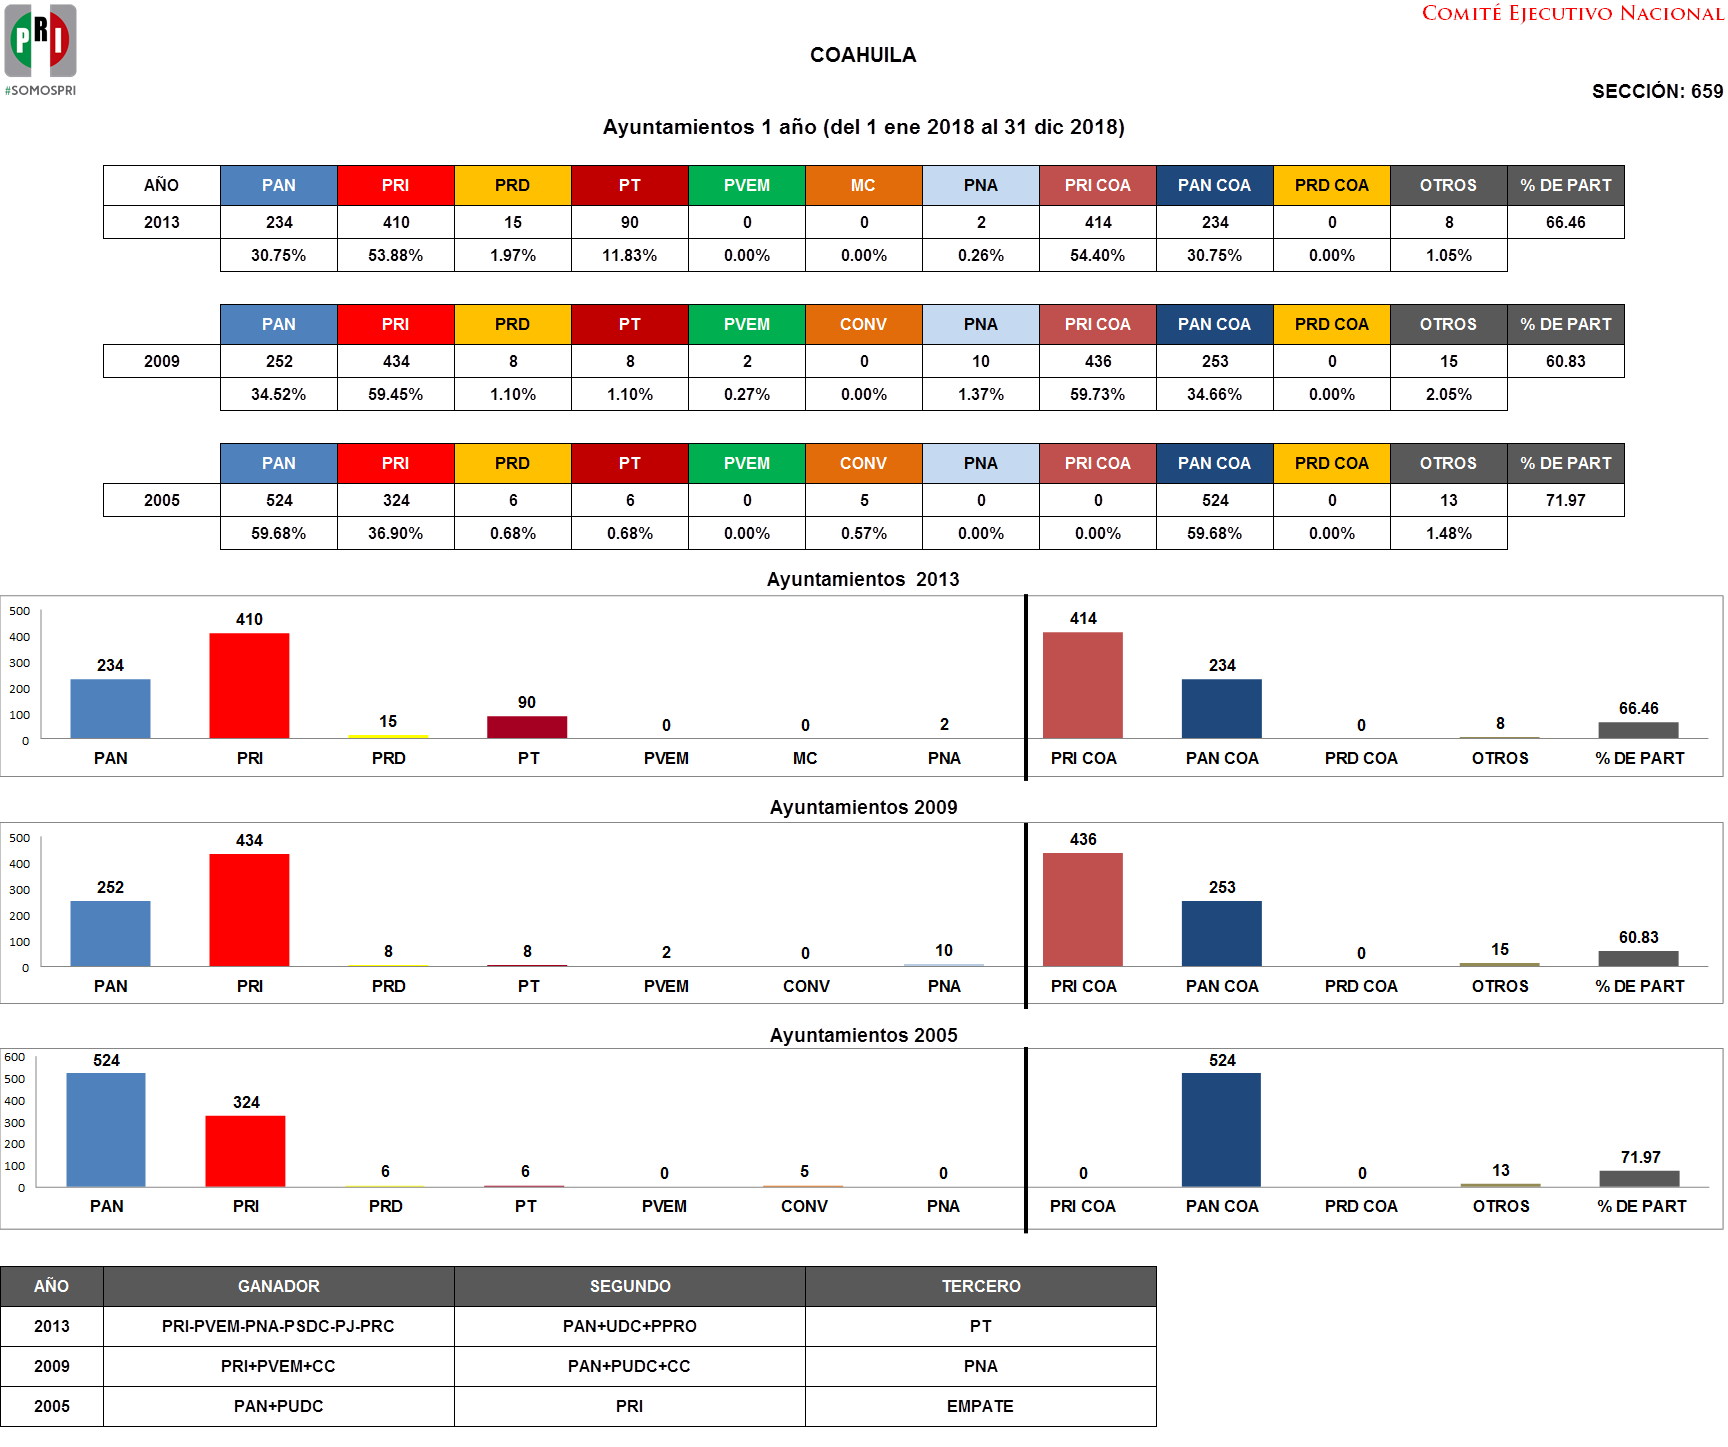 COMITÉ EJECUTIVO NACIONAL
PRI
#SOMOSPRI
COAHUILA
SECCIÓN: 659
Ayuntamientos 1 año (del 1 ene 2018 al 31 dic 2018)
AÑO PAN PRI PRD PT PVEM MC PNA PRI COA PAN COA PRD COA OTROS % DE PART
2013 234 410 15 90 0 0 2 414 234 0 8 66.46
30.75% 53.88% 1.97% 11.83% 0.00% 0.00% 0.26% 54.40% 30.75% 0.00% 1.05%
PAN PRI PRD PT PVEM CONV PNA PRI COA PAN COA PRD COA OTROS % DE PART
2009 252 434 8 8 2 0 10 436 253 0 15 60.83
34.52% 59.45% 1.10% 1.10% 0.27% 0.00% 1.37% 59.73% 34.66% 0.00% 2.05%
PAN PRI PRD PT PVEM CONV PNA PRI COA PAN COA PRD COA OTROS % DE PART
2005 524 324 6 6 0 5 0 0 524 0 13 71.97
59.68% 36.90% 0.68% 0.68% 0.00% 0.57% 0.00% 0.00% 59.68% 0.00% 1.48%
Ayuntamientos 2013
500
400
300
200
100
0
234 410 15 90 0 0 2 414 234 0 8 66.46
PAN PRI PRD PT PVEM MC PNA PRI COA PAN COA PRD COA OTROS % DE PART
Ayuntamientos 2009
500
400
300
200
100
0
252 434 8 8 2 0 10 436 253 0 15 60.83
PAN PRI PRD PT PVEM CONV PNA PRI COA PAN COA PRD COA OTROS % DE PART
Ayuntamientos 2005
600
500
400
300
200
100
0
524 324 6 6 0 5 0 0 524 0 13 71.97
PAN PRI PRD PT PVEM CONV PNA PRI COA PAN COA PRD COA OTROS % DE PART
AÑO GANADOR SEGUNDO TERCERO
2013 PRI-PVEM-PNA-PSDC-PJ-PRC PAN+UDC+PPRO PT
2009 PRI+PVEM+CC PAN+PUDC+CC PNA
2005 PAN+PUDC PRI EMPATE